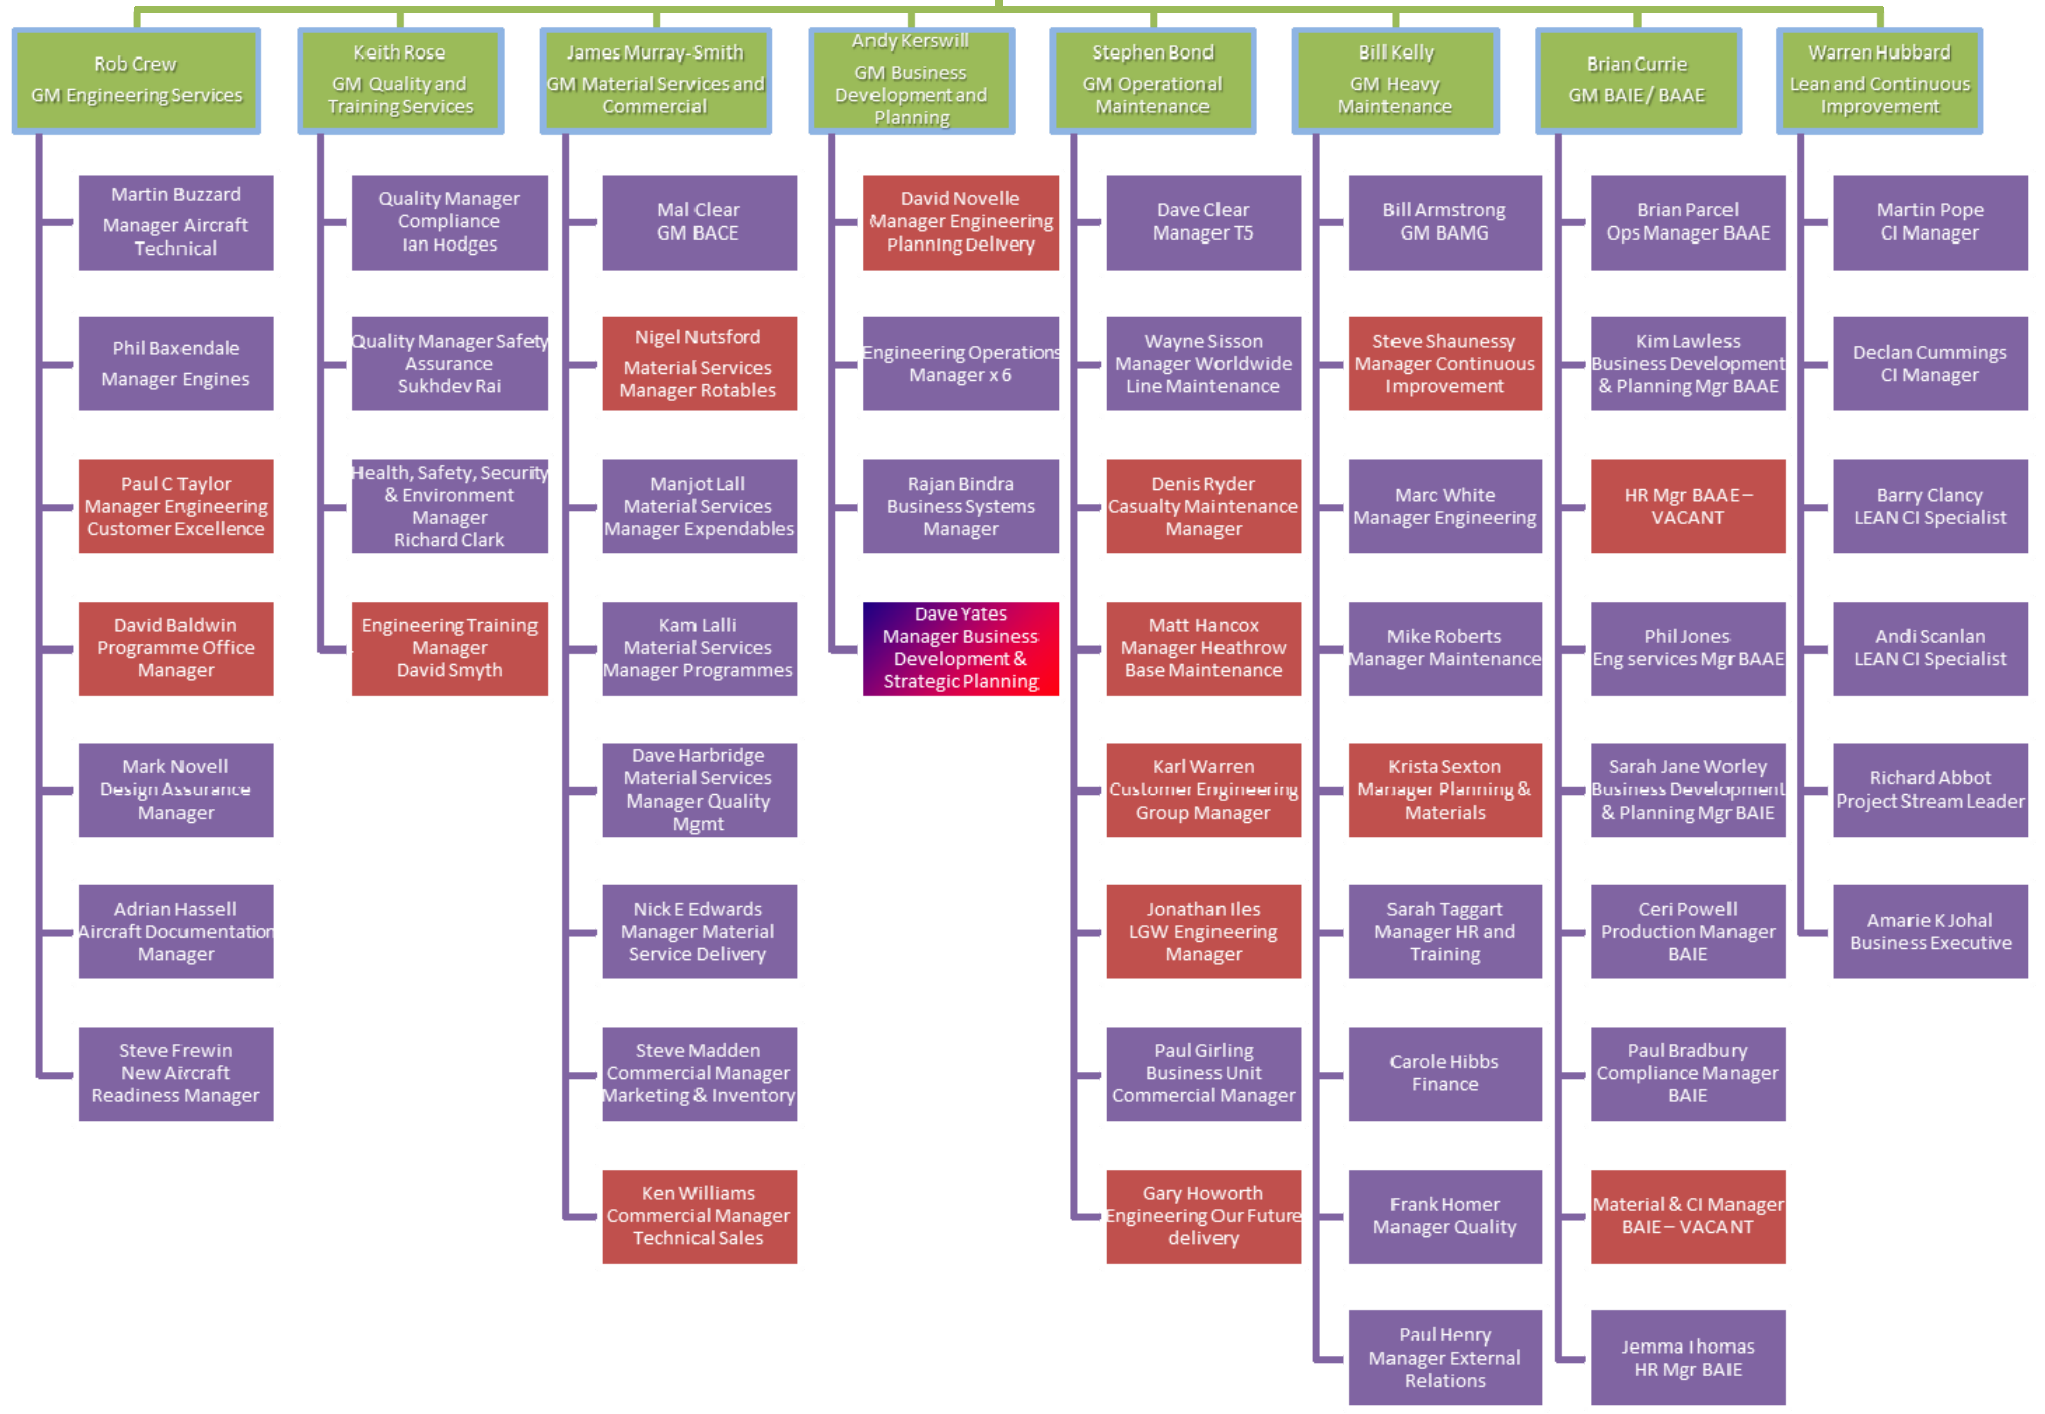 Rob Crew
GM Engineering Services
Martin Buzzard
Manager Aircraft
Technical
Phil Baxendale
Manager Engines
Paul C Taylor
Manager Engineering
Customer Excellence
David Baldwin
Programme Office
Manager
Mark Novell
Design Assurance
Manager
Adrian Hassell
Aircraft Documentation
Manager
Steve Frewin
New Aircraft
Readiness Manager
Keith Rose
GM Quality and
Training Services
Quality Manager
Compliance
Ian Hodges
Quality Manager Safety
Assurance
Sukhdev Rai
Health, Safety, Security
& Environment
Manager
Richard Clark
Engineering Training
Manager
David Smyth
James Murray-Smith
GM Material Services and
Commercial
Mal Clear
GM BACE
Nigel Nutsford
Material Services
Manager Rotables
Manjot Lall
Material Services
Manager Expendables
Kam Lalli
Material Services
Manager Programmes
Dave Harbridge
Material Services
Manager Quality
Mgmt
Nick E Edwards
Manager Material
Service Delivery
Steve Madden
Commercial Manager
Marketing & Inventory
Ken Williams
Commercial Manager
Technical Sales
Andy Kerswill
GM Business
Development and
Planning
David Novelle
Manager Engineering
Planning Delivery
Engineering Operations
Manager x 6
Rajan Bindra
Business Systems
Manager
Dave Yates
Manager Business
Development &
Strategic Planning
Stephen Bond
GM Operational
Maintenance
Dave Clear
Manager T5
Wayne Sisson
Manager Worldwide
Line Maintenance
Denis Ryder
Casualty Maintenance
Manager
Matt Hancox
Manager Heathrow
Base Maintenance
Karl Warren
Customer Engineering
Group Manager
Jonathan Iles
LGW Engineering
Manager
Paul Girling
Business Unit
Commercial Manager
Gary Howorth
Engineering Our Future
delivery
Bill Kelly
GM Heavy
Maintenance
Bill Armstrong
GM BAMG
Steve Shaunessy
Manager Continuous
Improvement
Marc White
Manager Engineering
Mike Roberts
Manager Maintenance
Krista Sexton
Manager Planning &
Materials
Sarah Taggart
Manager HR and
Training
Carole Hibbs
Finance
Frank Homer
Manager Quality
Paul Henry
Manager External
Relations
Brian Currie
GM BAIE / BAAE
Brian Parcel
Ops Manager BAAE
Kim Lawless
Business Development
& Planning Mgr BAAE
HR Mgr BAAE –
VACANT
Phil Jones
Eng services Mgr BAAE
Sarah Jane Worley
Business Development
& Planning Mgr BAIE
Ceri Powell
Production Manager
BAIE
Paul Bradbury
Compliance Manager
BAIE
Material & CI Manager
BAIE – VACANT
Jemma Thomas
HR Mgr BAIE
Warren Hubbard
Lean and Continuous
Improvement
Martin Pope
CI Manager
Declan Cummings
CI Manager
Barry Clancy
LEAN CI Specialist
Andi Scanlan
LEAN CI Specialist
Richard Abbot
Project Stream Leader
Amarie K Johal
Business Executive